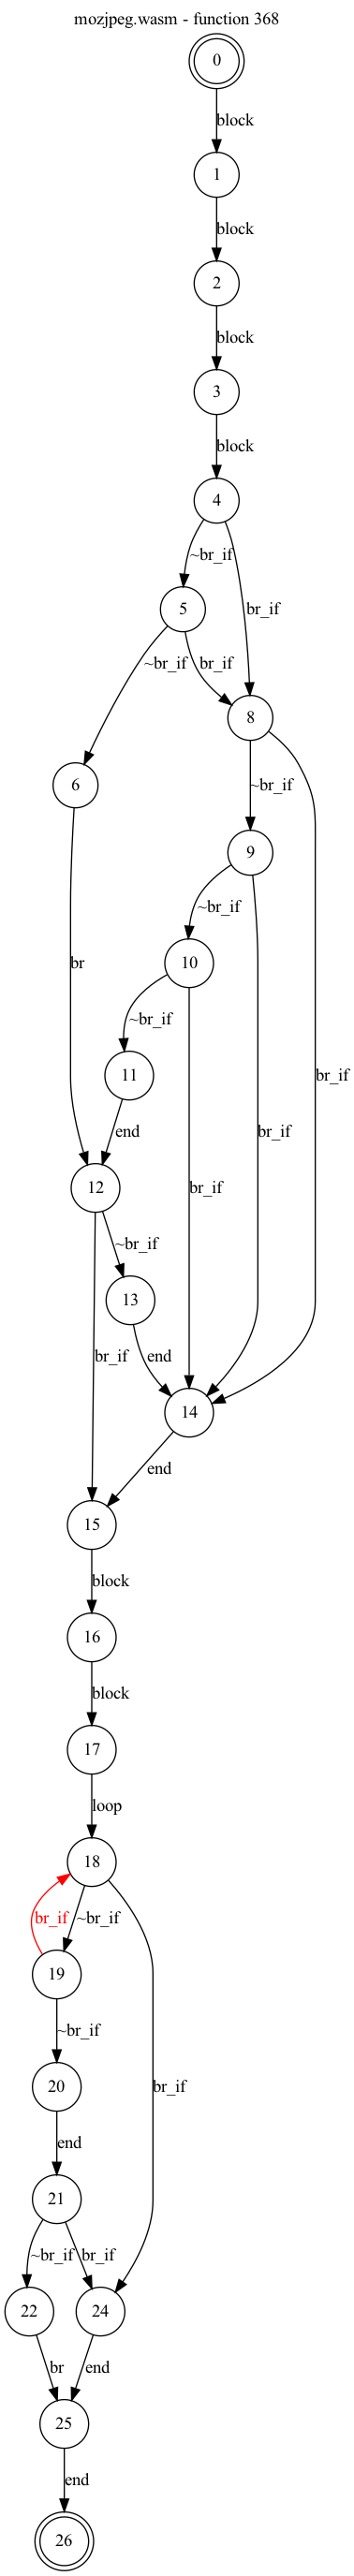 mozjpeg.wasm - function 368
0
block
1
block
2
block
3
block
4
~br_if
br_if
5
~br_if
br_if
8
6
~br_if
9
~br_if
10
br
~br_if
11
br_if
br_if
br_if
end
12
~br_if
13
br_if
end
14
end
15
block
16
block
17
loop
18
br_if
~br_if
19
~br_if
20
br_if
end
21
~br_if
br_if
22
24
br
end
25
end
26